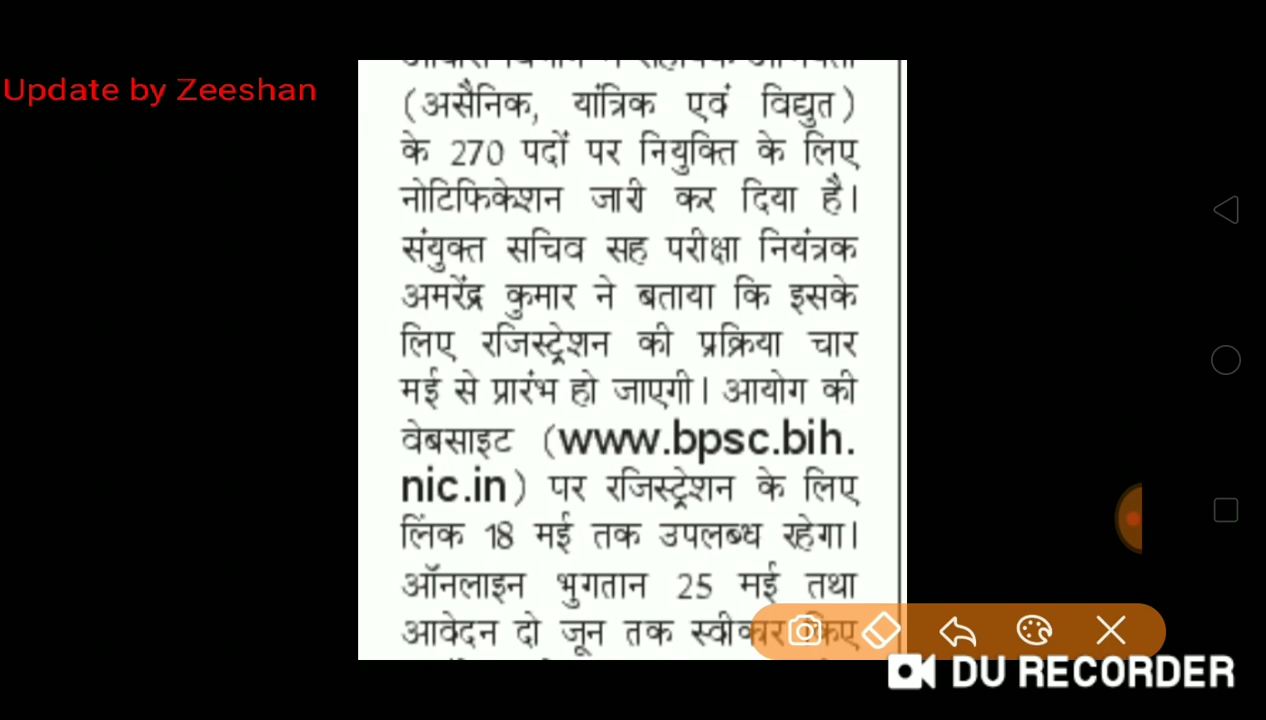 Update by Zeeshan
(असैनिक, यांत्रिक एवं विद्युत)
के 270 पदों पर नियुक्ति के लिए
नोटिफिकेशन जारी कर दिया है।
संयुक्त सचिव सह परीक्षा नियंत्रक
अमरेंद्र कुमार ने बताया कि इसके
लिए रजिस्ट्रेशन की प्रक्रिया चार
मई से प्रारंभ हो जाएगी। आयोग की
वेबसाइट (www.bpsc.bih.
nic.in) पर रजिस्ट्रेशन के लिए
लिंक 18 मई तक उपलब्ध रहेगा।
ऑनलाइन भुगतान 25 मई तथा
आवेदन दो जून तक स्वीकार किए
DU RECORDER